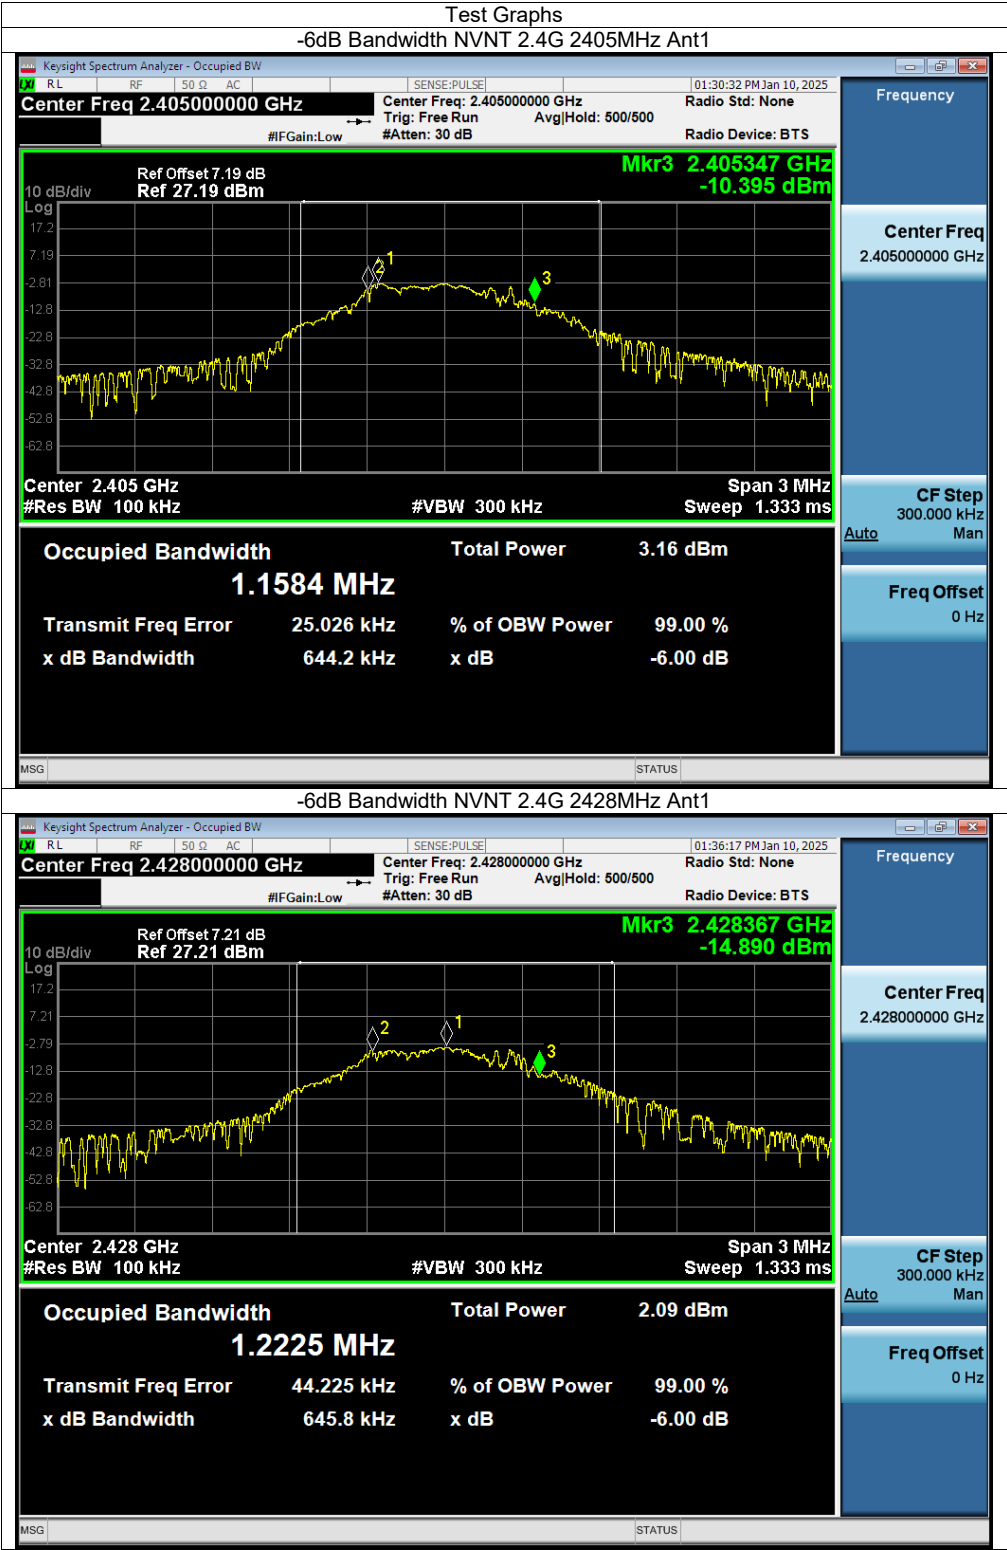 Test Graphs
-6dB Bandwidth NVNT 2.4G 2405MHz Ant1
Keysight Spectrum Analyzer - Occupied BW
LXI RL RF 50 Ω AC SENSE:PULSE 01:30:32 PM Jan 10, 2025
Center Freq 2.405000000 GHz Center Freq: 2.405000000 GHz Radio Std: None
Trig: Free Run Avg|Hold: 500/500
#IFGain:Low #Atten: 30 dB Radio Device: BTS
Frequency
Mkr3 2.405347 GHz
-10.395 dBm
Ref Offset 7.19 dB
10 dB/div Ref 27.19 dBm
Log
17.2
7.19
-2.81
-12.8
-22.8
-32.8
-42.8
-52.8
-62.8
1
2
3
Center 2.405 GHz Span 3 MHz
#Res BW 100 kHz #VBW 300 kHz Sweep 1.333 ms
Center Freq
2.405000000 GHz
CF Step
300.000 kHz
Auto Man
Freq Offset
0 Hz
Occupied Bandwidth Total Power 3.16 dBm
1.1584 MHz
Transmit Freq Error 25.026 kHz % of OBW Power 99.00 %
x dB Bandwidth 644.2 kHz x dB -6.00 dB
MSG STATUS
-6dB Bandwidth NVNT 2.4G 2428MHz Ant1
Keysight Spectrum Analyzer - Occupied BW
LXI RL RF 50 Ω AC SENSE:PULSE 01:36:17 PM Jan 10, 2025
Center Freq 2.428000000 GHz Center Freq: 2.428000000 GHz Radio Std: None
Trig: Free Run Avg|Hold: 500/500
#IFGain:Low #Atten: 30 dB Radio Device: BTS
Frequency
Mkr3 2.428367 GHz
-14.890 dBm
Ref Offset 7.21 dB
10 dB/div Ref 27.21 dBm
Log
17.2
7.21
-2.79
-12.8
-22.8
-32.8
-42.8
-52.8
-62.8
2
1
3
Center 2.428 GHz Span 3 MHz
#Res BW 100 kHz #VBW 300 kHz Sweep 1.333 ms
Center Freq
2.428000000 GHz
CF Step
300.000 kHz
Auto Man
Freq Offset
0 Hz
Occupied Bandwidth Total Power 2.09 dBm
1.2225 MHz
Transmit Freq Error 44.225 kHz % of OBW Power 99.00 %
x dB Bandwidth 645.8 kHz x dB -6.00 dB
MSG STATUS